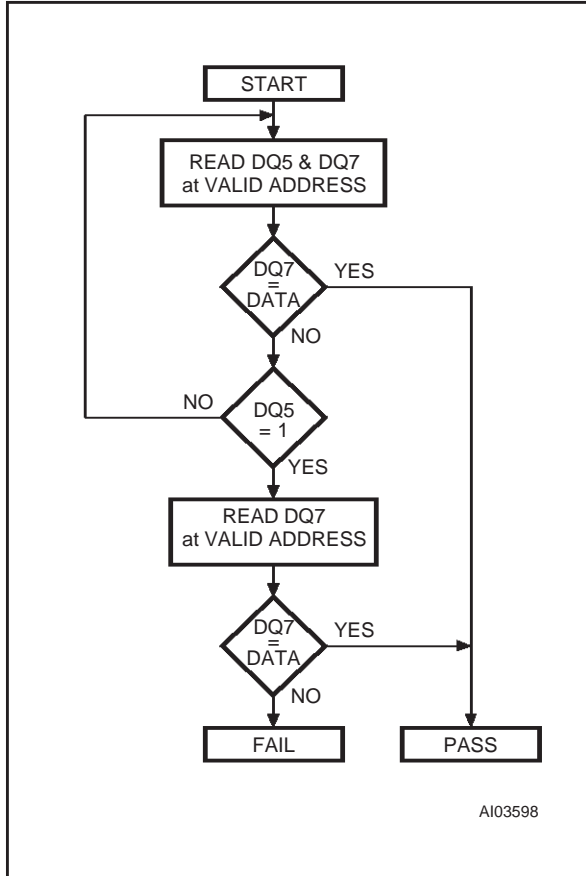 START
READ DQ5 & DQ7
at VALID ADDRESS
DQ7
=
DATA
YES
NO
DQ5
= 1
NO
YES
READ DQ7
at VALID ADDRESS
DQ7
=
DATA
YES
NO
FAIL
PASS
AI03598